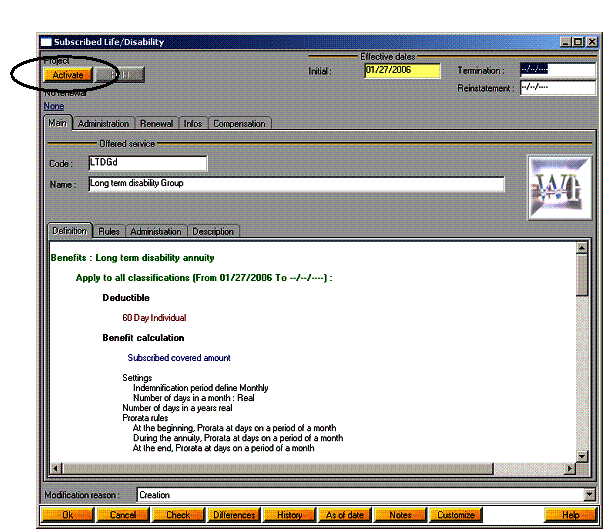 Subscribed Life/Disability
Project
Activate
No renewal
None
Effective dates
Initial : 01/27/2006 Termination : --/--/----
Reinstatement : --/--/----
Main Administration Renewal Infos Compensation
Offered service
Code : LTDGd
Name : Long term disability Group
Definition Rules Administration Description
Benefits : Long term disability annuity
Apply to all classifications (From 01/27/2006 To --/--/----) :
Deductible
60 Day Individual
Benefit calculation
Subscribed covered amount
Settings
Indemnification period define Monthly
Number of days in a month : Real
Number of days in a years real
Prorata rules
At the beginning, Prorata at days on a period of a month
During the annuity, Prorata at days on a period of a month
At the end, Prorata at days on a period of a month
Modification reason : Creation
Ok Cancel Check Differences History As of date Notes Customize Help